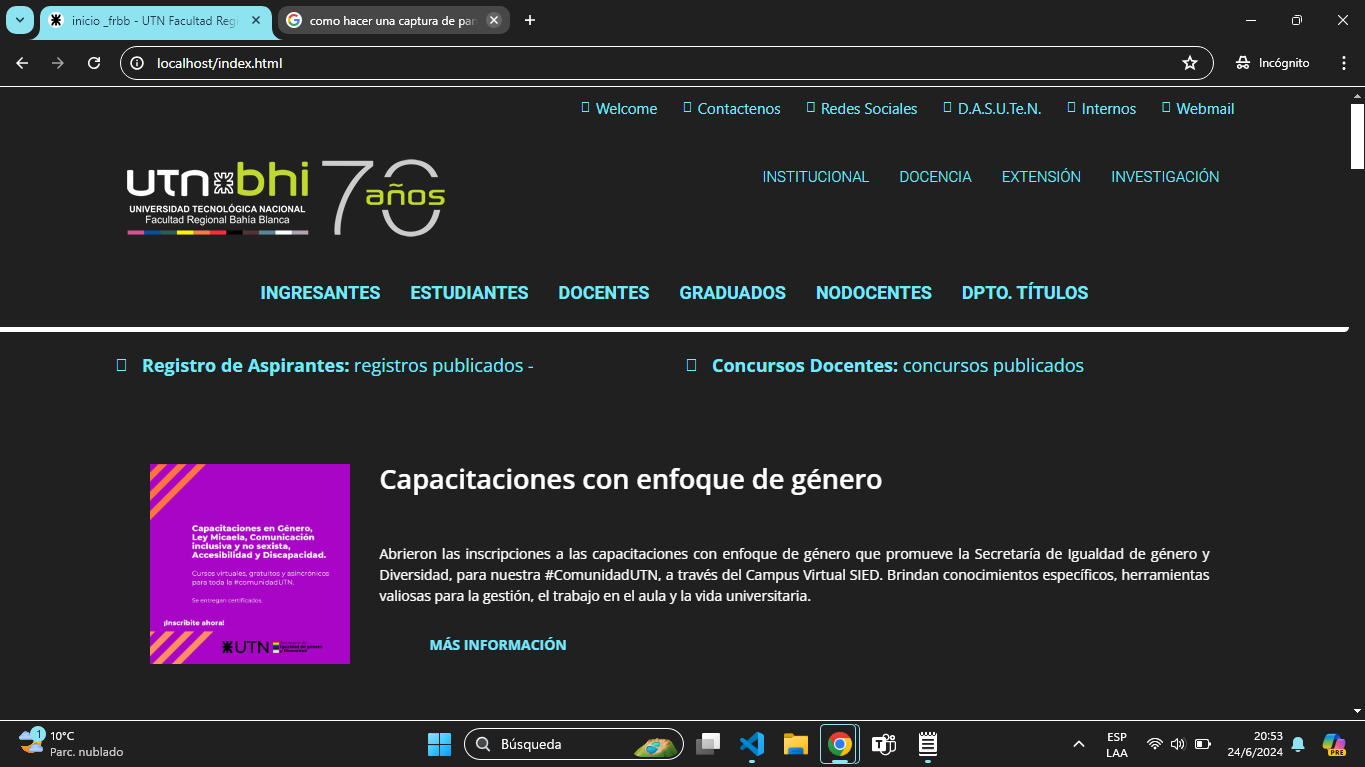 inicio _frbb - UTN Facultad Regi
como hacer una captura de pan
localhost/index.html
Incógnito
Welcome Contactenos Redes Sociales D.A.S.U.Te.N. Internos Webmail
utn bhi 70 años
UNIVERSIDAD TECNOLÓGICA NACIONAL
Facultad Regional Bahía Blanca
INSTITUCIONAL DOCENCIA EXTENSIÓN INVESTIGACIÓN
INGRESANTES ESTUDIANTES DOCENTES GRADUADOS NODOCENTES DPTO. TÍTULOS
Registro de Aspirantes: registros publicados -
Concursos Docentes: concursos publicados
Capacitaciones en Género,
Ley Micaela, Comunicación
inclusiva y no sexista,
Accesibilidad y Discapacidad.
Cursos virtuales, gratuitos y asincrónicos
para toda la #comunidadUTN.
Se entregan certificados.
¡Inscribite ahora!
UTN
Capacitaciones con enfoque de género
Abrieron las inscripciones a las capacitaciones con enfoque de género que promueve la Secretaría de Igualdad de género y
Diversidad, para nuestra #ComunidadUTN, a través del Campus Virtual SIED. Brindan conocimientos específicos, herramientas
valiosas para la gestión, el trabajo en el aula y la vida universitaria.
MÁS INFORMACIÓN
1
10°C
Parc. nublado
Búsqueda
ESP
LAA
20:53
24/6/2024
PRE